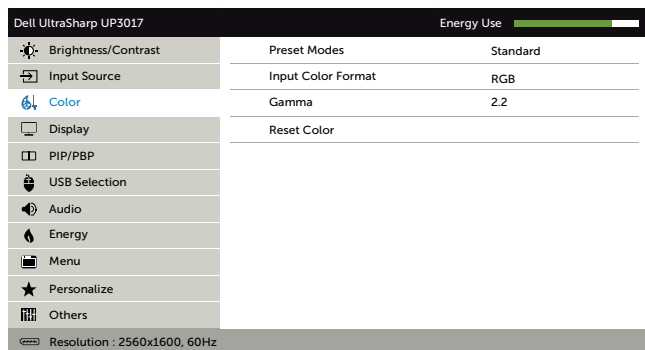 Dell UltraSharp UP3017 Energy Use
Brightness/Contrast Preset Modes Standard
Input Source Input Color Format RGB
Color Gamma 2.2
Display Reset Color
PIP/PBP
USB Selection
Audio
Energy
Menu
Personalize
Others
Resolution : 2560x1600, 60Hz